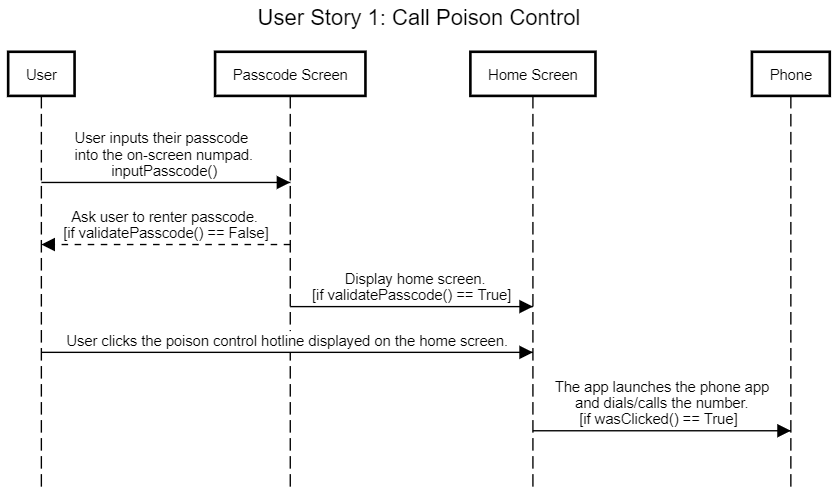 User Story 1: Call Poison Control
User
Passcode Screen
Home Screen
Phone
User inputs their passcode
into the on-screen numpad.
inputPasscode()
Ask user to renter passcode.
[if validatePasscode() == False]
Display home screen.
[if validatePasscode() == True]
User clicks the poison control hotline displayed on the home screen.
The app launches the phone app
and dials/calls the number.
[if wasClicked() == True]